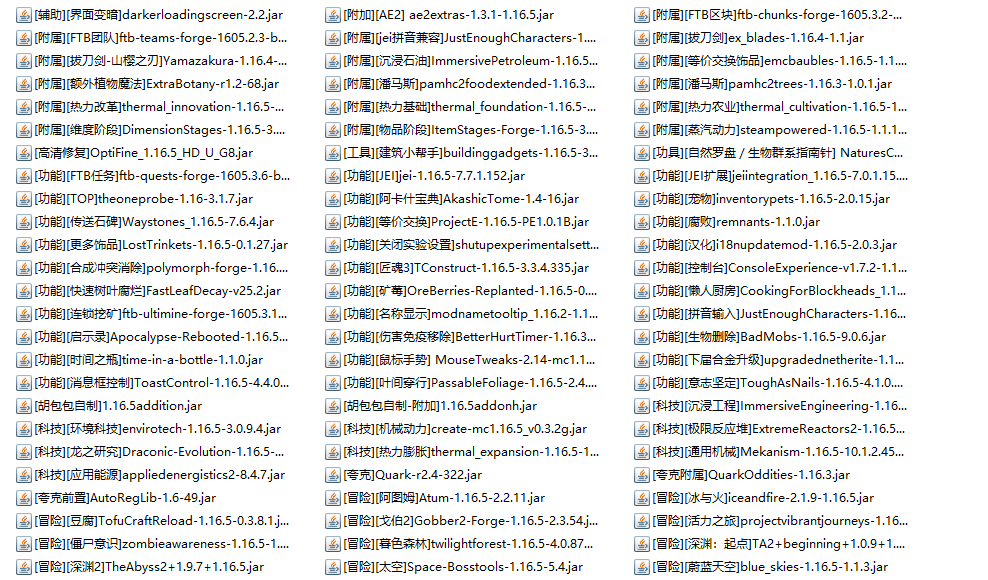 [辅助][界面变暗]darkerloadingscreen-2.2.jar
[附加][AE2] ae2extras-1.3.1-1.16.5.jar
[附属][FTB区块]ftb-chunks-forge-1605.3.2-...
[附属][FTB团队]ftb-teams-forge-1605.2.3-b...
[附属][jei拼音兼容]JustEnoughCharacters-1....
[附属][拔刀剑]ex_blades-1.16.4-1.1.jar
[附属][拔刀剑-山樱之刃]Yamazakura-1.16.4-...
[附属][沉浸石油]ImmersivePetroleum-1.16.5...
[附属][等价交换饰品]emcbaubles-1.16.5-1.1....
[附属][额外植物魔法]ExtraBotany-r1.2-68.jar
[附属][潘马斯]pamhc2foodextended-1.16.3...
[附属][潘马斯]pamhc2trees-1.16.3-1.0.1.jar
[附属][热力改革]thermal_innovation-1.16.5-...
[附属][热力基础]thermal_foundation-1.16.5-...
[附属][热力农业]thermal_cultivation-1.16.5-1...
[附属][维度阶段]DimensionStages-1.16.5-3....
[附属][物品阶段]ItemStages-Forge-1.16.5-3...
[附属][蒸汽动力]steampowered-1.16.5-1.1.1...
[高清修复]OptiFine_1.16.5_HD_U_G8.jar
[工具][建筑小帮手]buildinggadgets-1.16.5-3...
[功具][自然罗盘 / 生物群系指南针] NaturesC...
[功能][FTB任务]ftb-quests-forge-1605.3.6-b...
[功能][JEI]jei-1.16.5-7.7.1.152.jar
[功能][JEI扩展]jeiintegration_1.16.5-7.0.1.15....
[功能][TOP]theoneprobe-1.16-3.1.7.jar
[功能][阿卡什宝典]AkashicTome-1.4-16.jar
[功能][宠物]inventorypets-1.16.5-2.0.15.jar
[功能][传送石碑]Waystones_1.16.5-7.6.4.jar
[功能][等价交换]ProjectE-1.16.5-PE1.0.1B.jar
[功能][腐败]remnants-1.1.0.jar
[功能][更多饰品]LostTrinkets-1.16.5-0.1.27.jar
[功能][关闭实验设置]shutupexperimentalsett...
[功能][汉化]i18nupdatemod-1.16.5-2.0.3.jar
[功能][合成冲突消除]polymorph-forge-1.16....
[功能][匠魂3]TConstruct-1.16.5-3.3.4.335.jar
[功能][控制台]ConsoleExperience-v1.7.2-1.1...
[功能][快速树叶腐烂]FastLeafDecay-v25.2.jar
[功能][矿莓]OreBerries-Replanted-1.16.5-0....
[功能][懒人厨房]CookingForBlockheads_1.1...
[功能][连锁挖矿]ftb-ultimine-forge-1605.3.1...
[功能][名称显示]modnametooltip_1.16.2-1.1...
[功能][拼音输入]JustEnoughCharacters-1.16...
[功能][启示录]Apocalypse-Rebooted-1.16.5...
[功能][伤害免疫移除]BetterHurtTimer-1.16.3...
[功能][生物删除]BadMobs-1.16.5-9.0.6.jar
[功能][时间之瓶]time-in-a-bottle-1.1.0.jar
[功能][鼠标手势] MouseTweaks-2.14-mc1.1...
[功能][下届合金升级]upgradednetherite-1.1...
[功能][消息框控制]ToastControl-1.16.5-4.4.0...
[功能][叶间穿行]PassableFoliage-1.16.5-2.4....
[功能][意志坚定]ToughAsNails-1.16.5-4.1.0....
[胡包包自制]1.16.5addition.jar
[胡包包自制-附加]1.16.5addonh.jar
[科技][沉浸工程]ImmersiveEngineering-1.16...
[科技][环境科技]envirotech-1.16.5-3.0.9.4.jar
[科技][机械动力]create-mc1.16.5_v0.3.2g.jar
[科技][极限反应堆]ExtremeReactors2-1.16.5...
[科技][龙之研究]Draconic-Evolution-1.16.5-...
[科技][热力膨胀]thermal_expansion-1.16.5-1...
[科技][通用机械]Mekanism-1.16.5-10.1.2.45...
[科技][应用能源]appliedenergistics2-8.4.7.jar
[夸克]Quark-r2.4-322.jar
[夸克附属]QuarkOddities-1.16.3.jar
[夸克前置]AutoRegLib-1.6-49.jar
[冒险][阿图姆]Atum-1.16.5-2.2.11.jar
[冒险][冰与火]iceandfire-2.1.9-1.16.5.jar
[冒险][豆腐]TofuCraftReload-1.16.5-0.3.8.1.j...
[冒险][戈伯2]Gobber2-Forge-1.16.5-2.3.54.j...
[冒险][活力之旅]projectvibrantjourneys-1.16...
[冒险][僵尸意识]zombieawareness-1.16.5-1....
[冒险][暮色森林]twilightforest-1.16.5-4.0.87...
[冒险][深渊：起点]TA2+beginning+1.0.9+1....
[冒险][深渊2]TheAbyss2+1.9.7+1.16.5.jar
[冒险][太空]Space-Bosstools-1.16.5-5.4.jar
[冒险][蔚蓝天空]blue_skies-1.16.5-1.1.3.jar